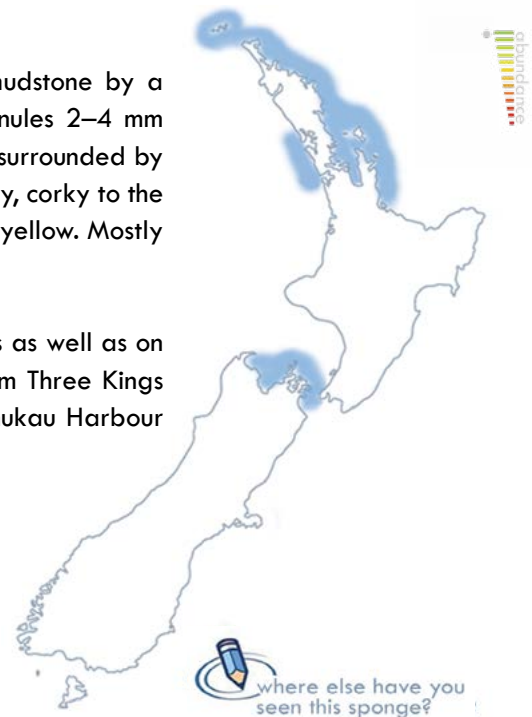 abundance
nudstone by a
nules 2–4 mm
surrounded by
y, corky to the
yellow. Mostly
s as well as on
m Three Kings
ukau Harbour
where else have you
seen this sponge?